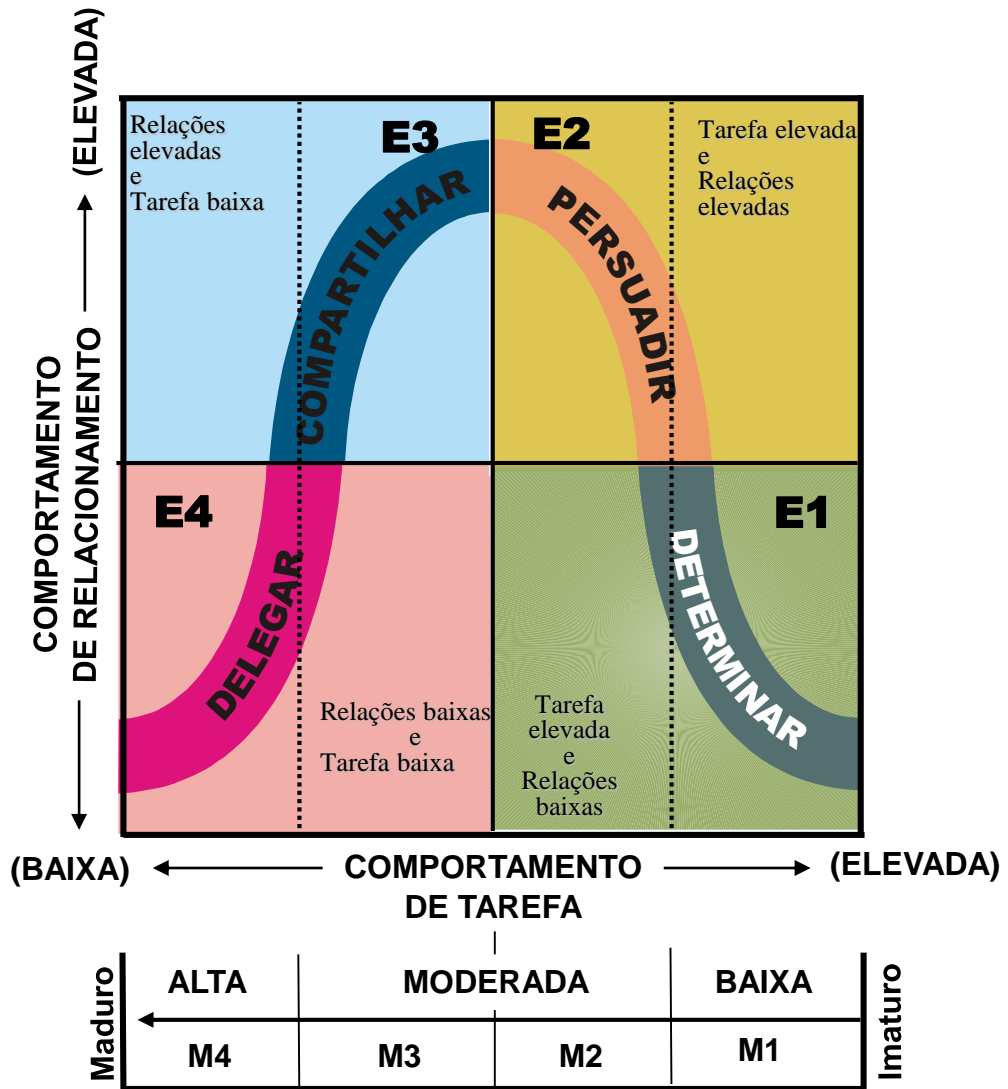 (ELEVADA)
COMPORTAMENTO
DE RELACIONAMENTO
Relações
elevadas
e
Tarefa baixa
E3
COMPARTILHAR
E2
PERSUADIR
Tarefa elevada
e
Relações
elevadas
E4
DELEGAR
Relações baixas
e
Tarefa baixa
E1
DETERMINAR
Tarefa
elevada
e
Relações
baixas
(BAIXA)
COMPORTAMENTO
DE TAREFA
(ELEVADA)
Maduro
ALTA
MODERADA
BAIXA
M4
M3
M2
M1
Imaturo